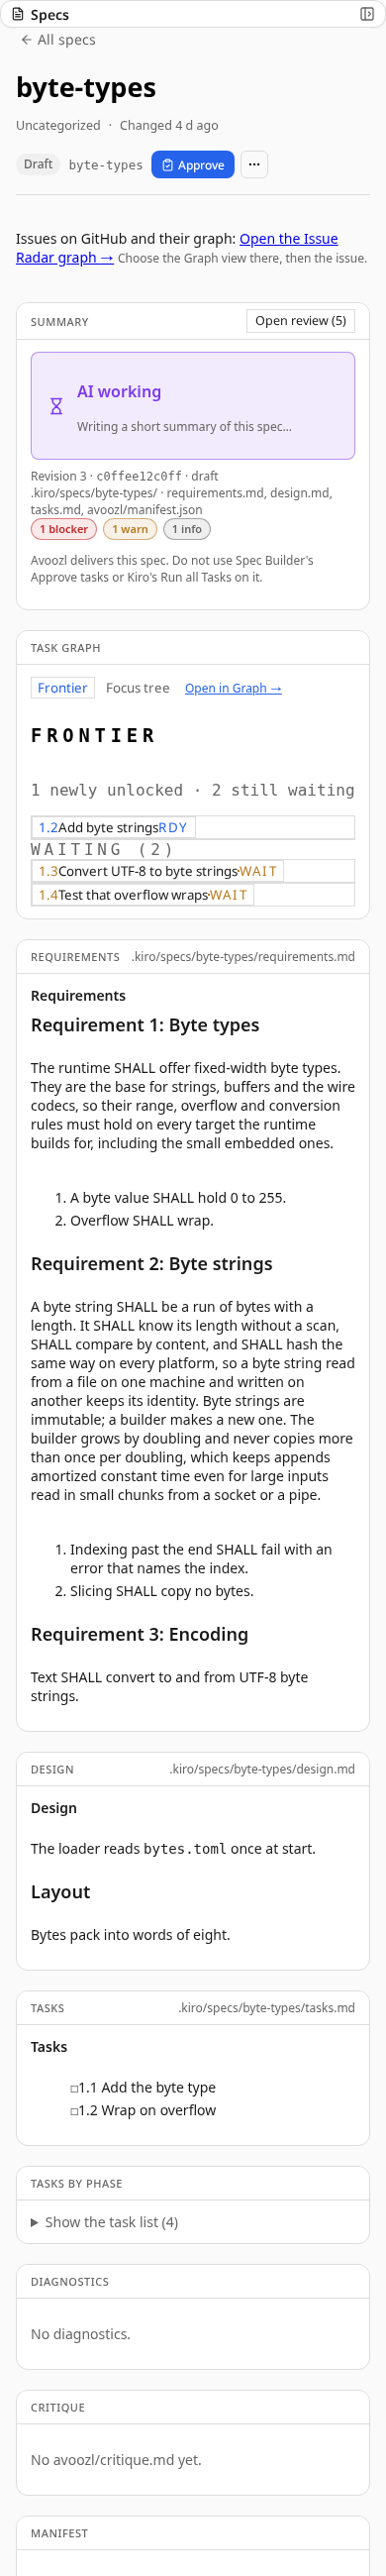 Specs
← All specs
byte-types
Uncategorized · Changed 4 d ago
Draft byte-types Approve ···
Issues on GitHub and their graph: Open the Issue
Radar graph → Choose the Graph view there, then the issue.
SUMMARY Open review (5)
AI working
Writing a short summary of this spec...
Revision 3 · c0ffee12c0ff · draft
.kiro/specs/byte-types/ · requirements.md, design.md,
tasks.md, avoozl/manifest.json
1 blocker 1 warn 1 info
Avoozl delivers this spec. Do not use Spec Builder's
Approve tasks or Kiro's Run all Tasks on it.
TASK GRAPH
Frontier Focus tree Open in Graph →
FRONTIER
1 newly unlocked · 2 still waiting
1.2Add byte stringsRDY
WAITING (2)
1.3Convert UTF-8 to byte strings·WAIT
1.4Test that overflow wraps·WAIT
REQUIREMENTS .kiro/specs/byte-types/requirements.md
Requirements
Requirement 1: Byte types
The runtime SHALL offer fixed-width byte types.
They are the base for strings, buffers and the wire
codecs, so their range, overflow and conversion
rules must hold on every target the runtime
builds for, including the small embedded ones.
1. A byte value SHALL hold 0 to 255.
2. Overflow SHALL wrap.
Requirement 2: Byte strings
A byte string SHALL be a run of bytes with a
length. It SHALL know its length without a scan,
SHALL compare by content, and SHALL hash the
same way on every platform, so a byte string read
from a file on one machine and written on
another keeps its identity. Byte strings are
immutable; a builder makes a new one. The
builder grows by doubling and never copies more
than once per doubling, which keeps appends
amortized constant time even for large inputs
read in small chunks from a socket or a pipe.
1. Indexing past the end SHALL fail with an
error that names the index.
2. Slicing SHALL copy no bytes.
Requirement 3: Encoding
Text SHALL convert to and from UTF-8 byte
strings.
DESIGN .kiro/specs/byte-types/design.md
Design
The loader reads bytes.toml once at start.
Layout
Bytes pack into words of eight.
TASKS .kiro/specs/byte-types/tasks.md
Tasks
☐1.1 Add the byte type
☐1.2 Wrap on overflow
TASKS BY PHASE
▶ Show the task list (4)
DIAGNOSTICS
No diagnostics.
CRITIQUE
No avoozl/critique.md yet.
MANIFEST